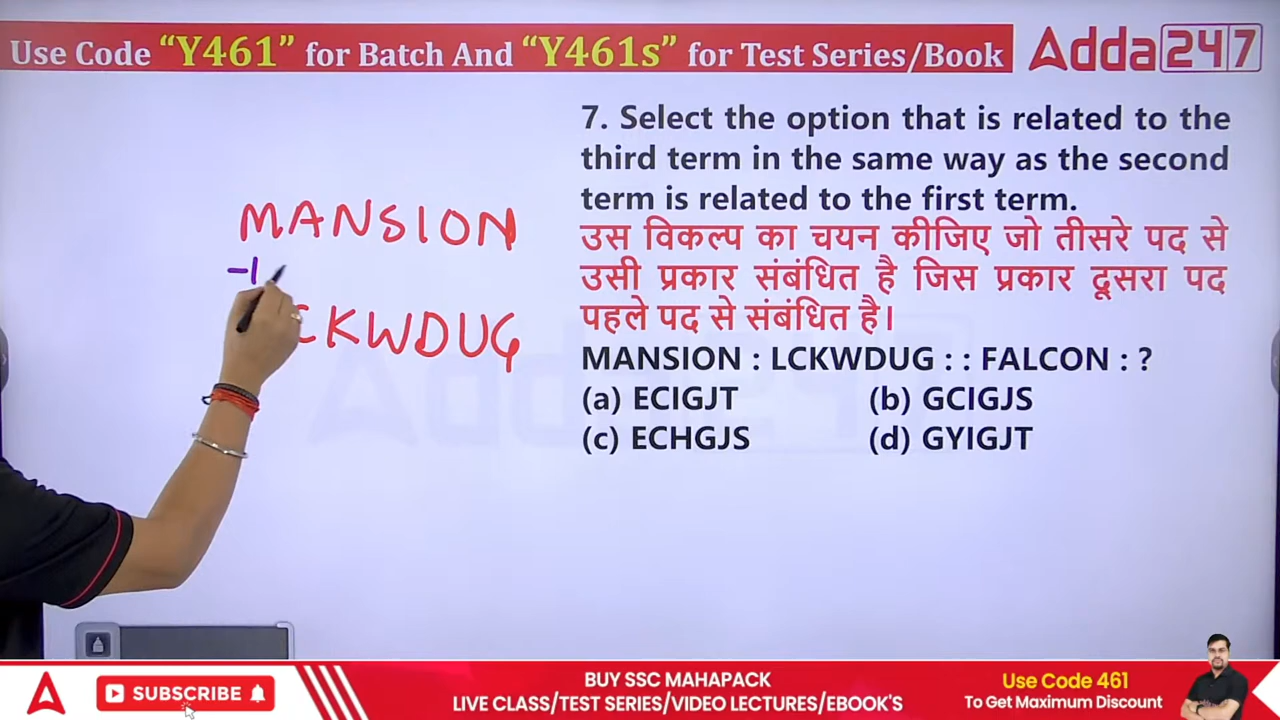 Use Code “Y461” for Batch And “Y461s” for Test Series/Book
Adda247
7. Select the option that is related to the
third term in the same way as the second
term is related to the first term.
उस विकल्प का चयन कीजिए जो तीसरे पद से
उसी प्रकार संबंधित है जिस प्रकार दूसरा पद
पहले पद से संबंधित है।
MANSION : LCKWDUG : : FALCON : ?
(a) ECIGJT (b) GCIGJS
(c) ECHGJS (d) GYIGJT
MANSION
-1
CKWDUG
SUBSCRIBE
BUY SSC MAHAPACK
LIVE CLASS/TEST SERIES/VIDEO LECTURES/EBOOK'S
Use Code 461
To Get Maximum Discount